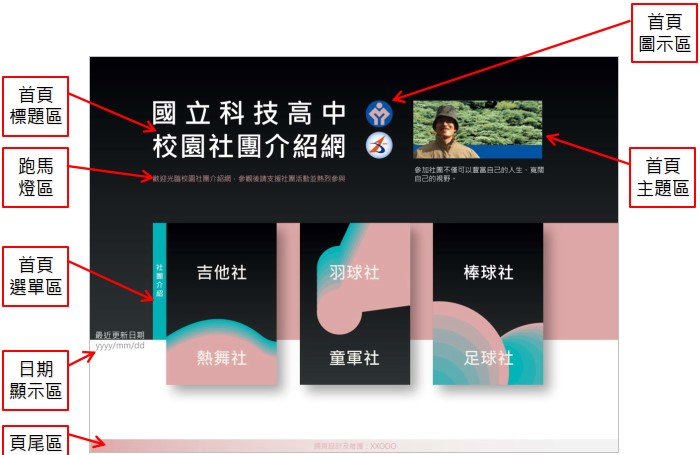 首頁
圖示區
首頁
標題區
國立科技高中
校園社團介紹網
跑馬
燈區
歡迎光臨校園社團介紹網，參觀後請支援社團活動並熱烈參與
參加社團不僅可以豐富自己的人生，寬闊
自己的視野。
首頁
主題區
首頁
選單區
社團介紹
吉他社
羽球社
棒球社
熱舞社
童軍社
足球社
最近更新日期
yyyy/mm/dd
日期
顯示區
頁尾區
網頁設計及維護：XXOOO